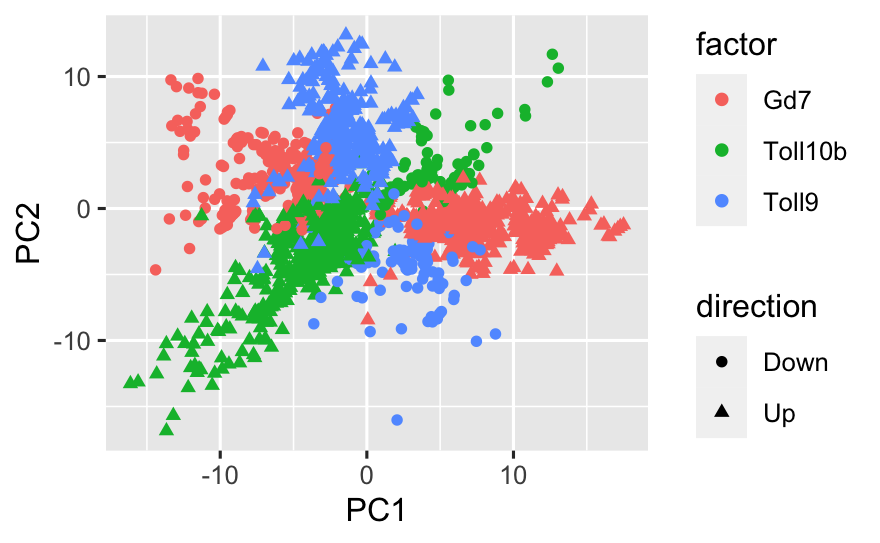 10
0
-10
PC2
-10
0
10
PC1
factor
Gd7
Toll10b
Toll9
direction
Down
Up